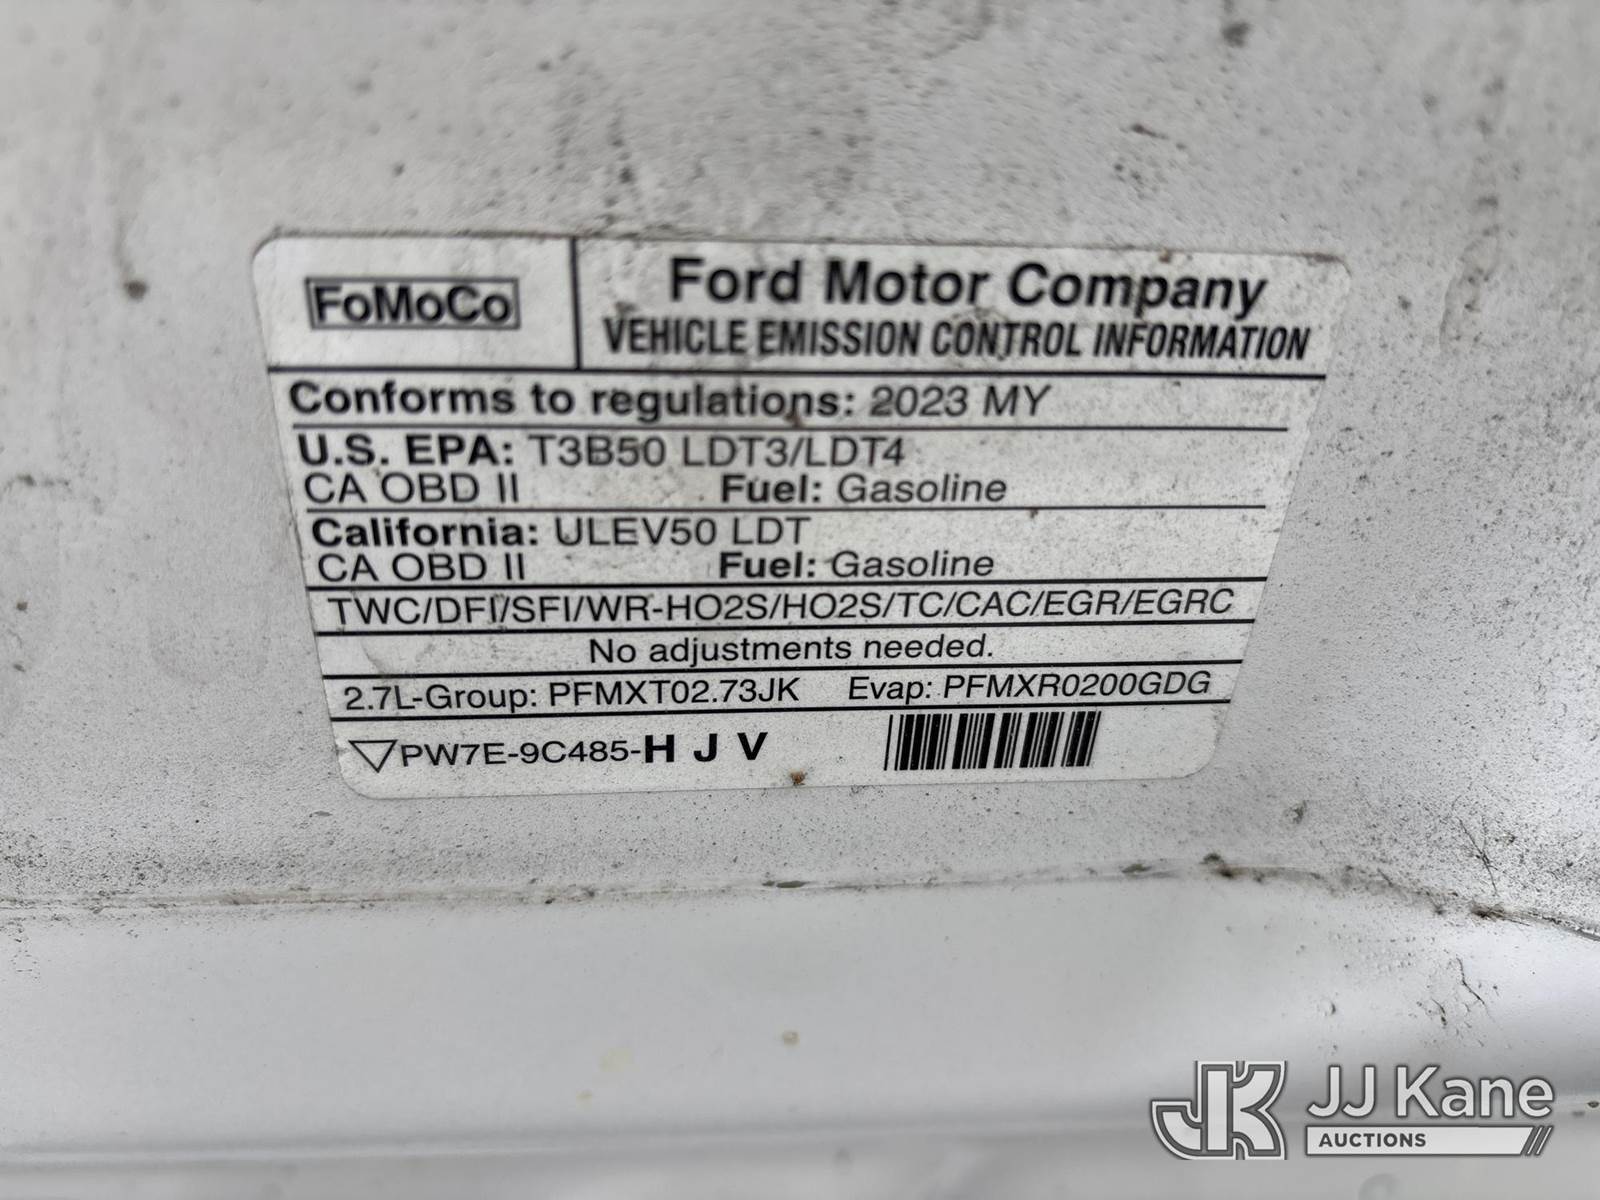 FoMoCo
Ford Motor Company
VEHICLE EMISSION CONTROL INFORMATION
Conforms to regulations: 2023 MY
U.S. EPA: T3B50 LDT3/LDT4
CA OBD II Fuel: Gasoline
California: ULEV50 LDT
CA OBD II Fuel: Gasoline
TWC/DFI/SFI/WR-HO2S/HO2S/TC/CAC/EGR/EGRC
No adjustments needed.
2.7L-Group: PFMXT02.73JK Evap: PFMXR0200GDG
PW7E-9C485-H J V
JK JJ Kane
AUCTIONS